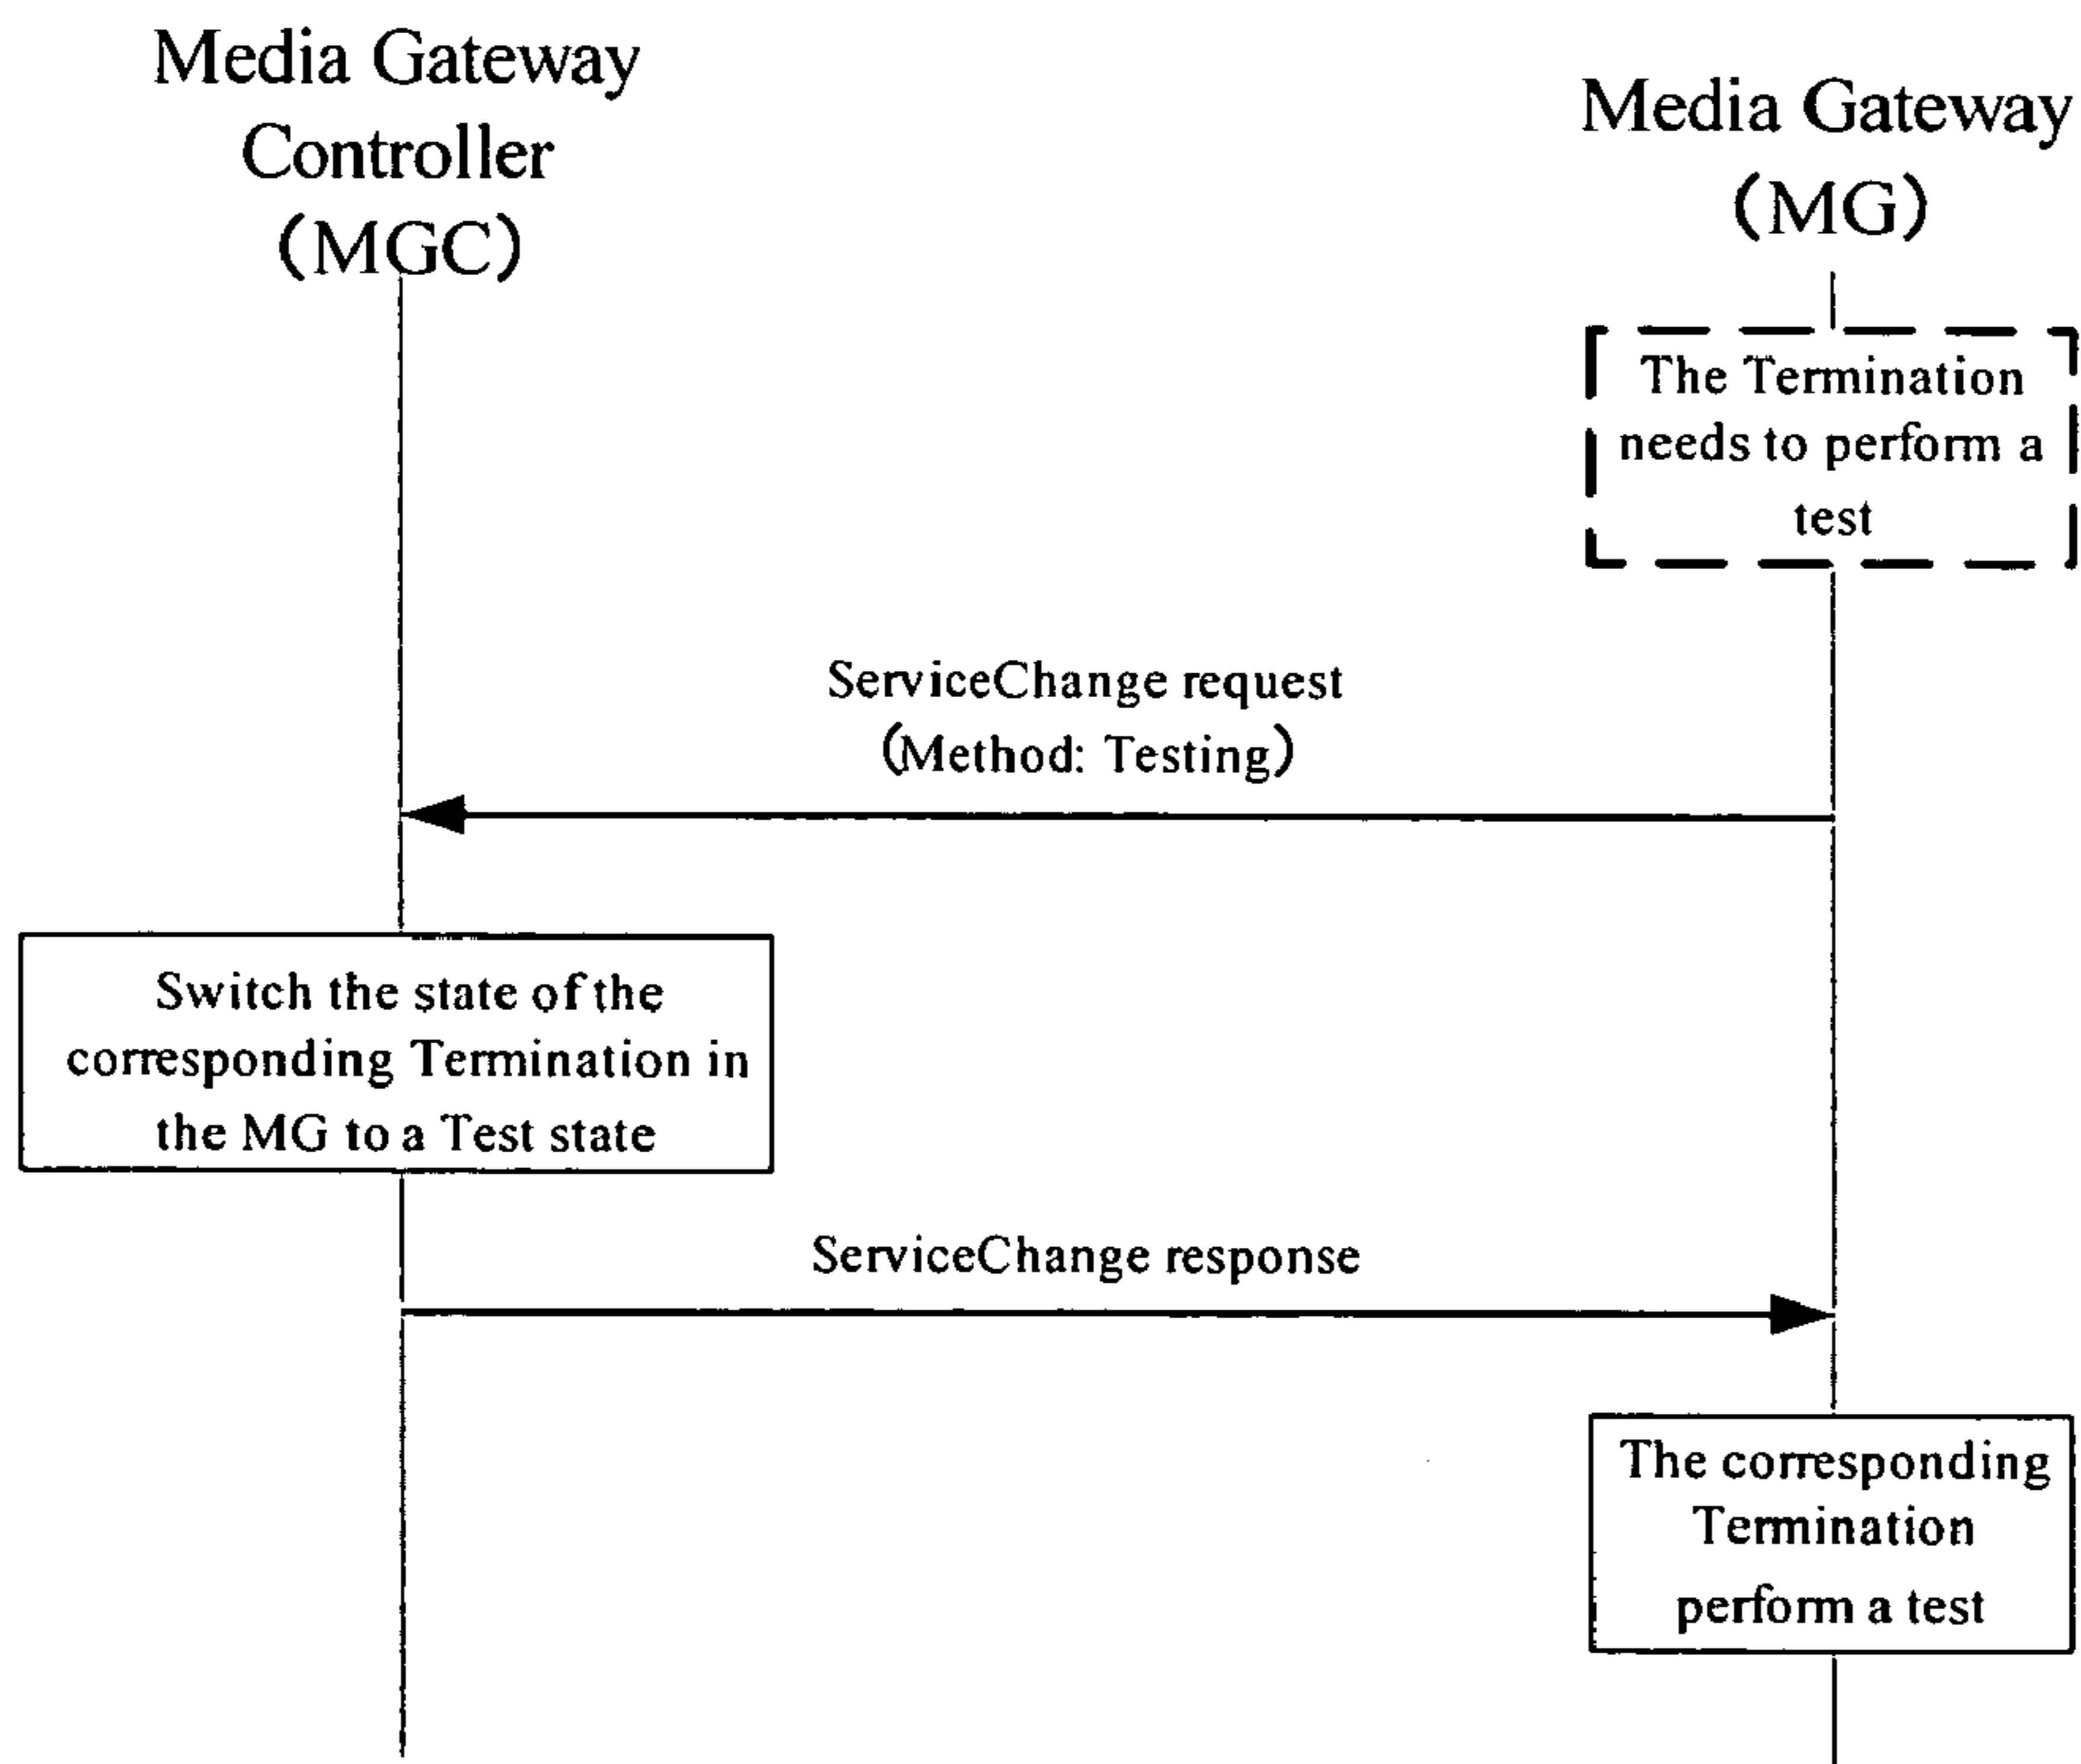 Media Gateway
Controller
(MGC)
Media Gateway
(MG)
The Termination
needs to perform a
test
ServiceChange request
(Method: Testing)
Switch the state of the
corresponding Termination in
the MG to a Test state
ServiceChange response
The corresponding
Termination
perform a test